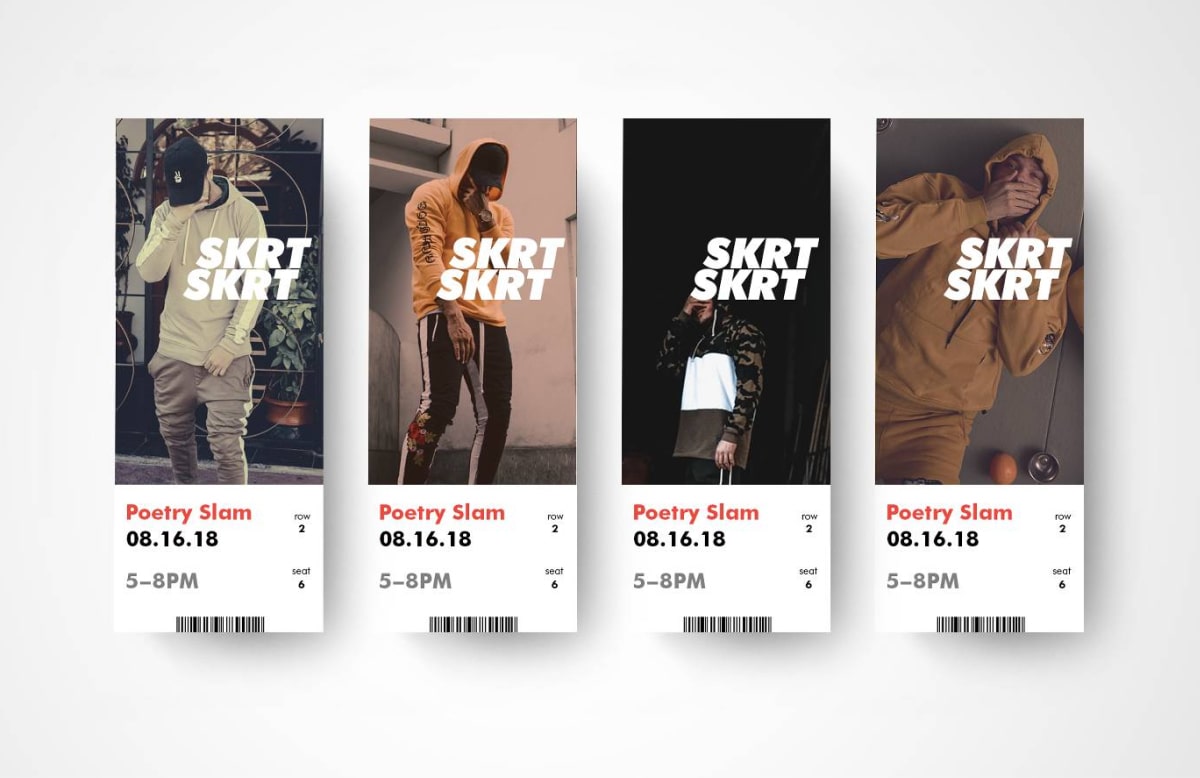 SKRT
SKRT
Poetry Slam
08.16.18
5–8PM
row
2
seat
6
SKRT
SKRT
Poetry Slam
08.16.18
5–8PM
row
2
seat
6
SKRT
SKRT
Poetry Slam
08.16.18
5–8PM
row
2
seat
6
SKRT
SKRT
Poetry Slam
08.16.18
5–8PM
row
2
seat
6